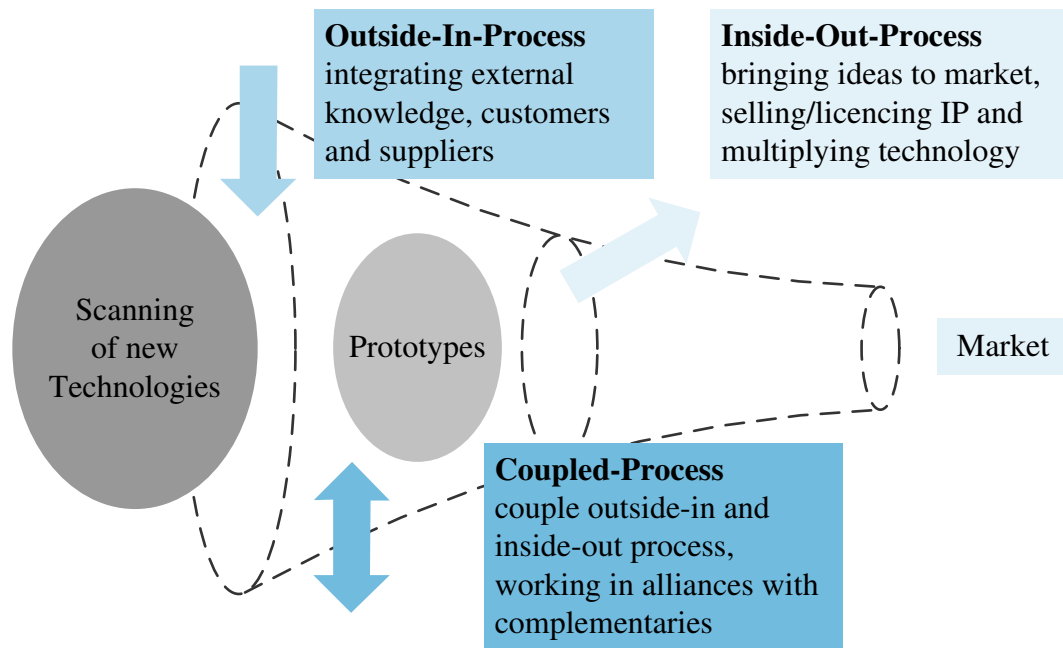 Outside-In-Process
integrating external
knowledge, customers
and suppliers
Inside-Out-Process
bringing ideas to market,
selling/licencing IP and
multiplying technology
Scanning
of new
Technologies
Prototypes
Market
Coupled-Process
couple outside-in and
inside-out process,
working in alliances with
complementaries